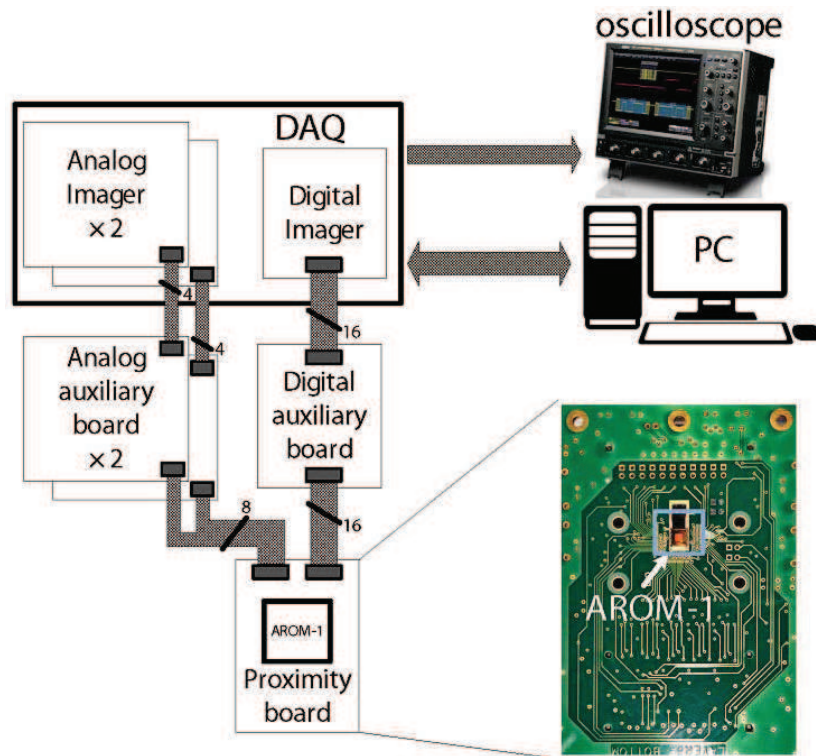 oscilloscope
DAQ
Analog
Imager
×2
Digital
Imager
PC
4
4
16
Analog
auxiliary
board
×2
Digital
auxiliary
board
8
16
AROM-1
Proximity
board
AROM-1
BOTTOM